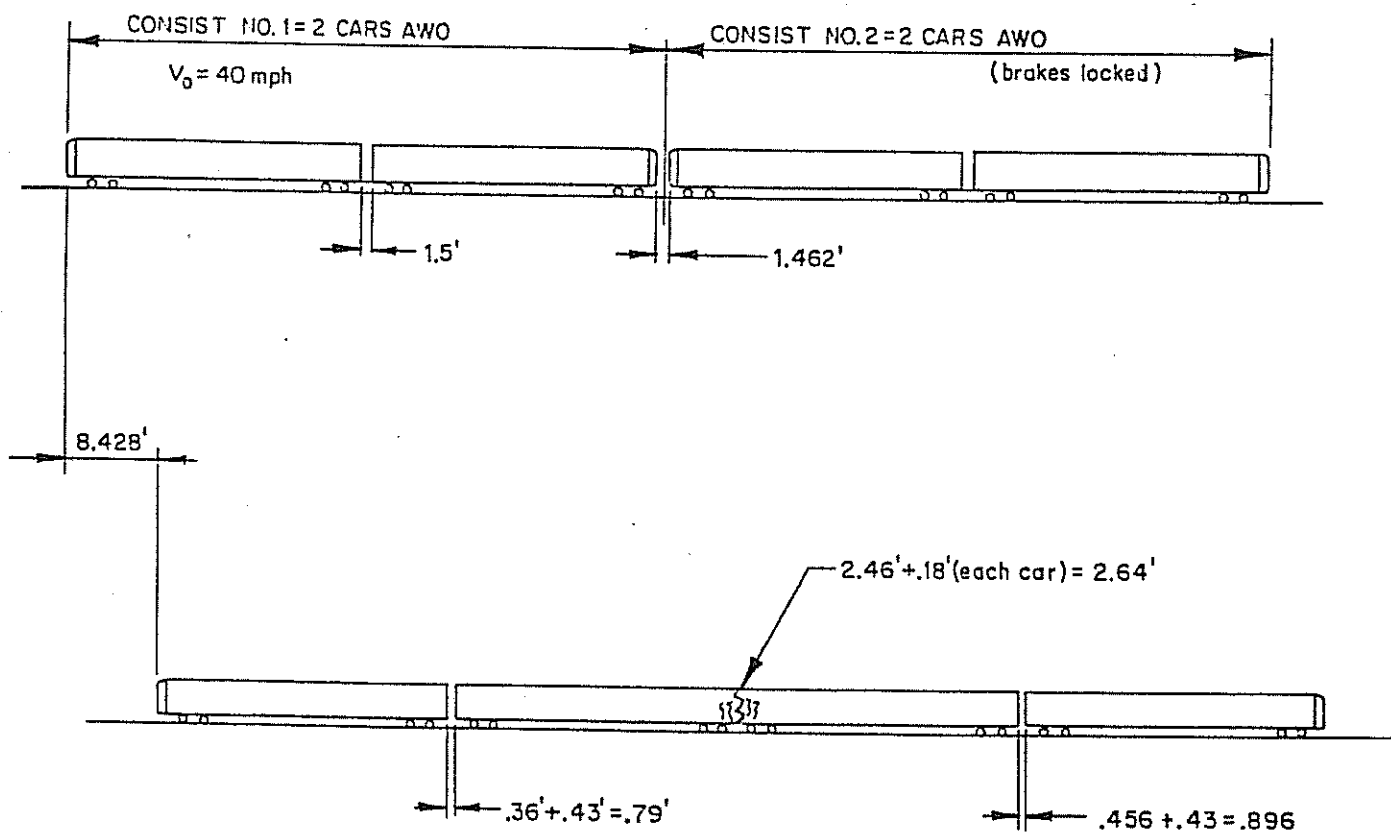 CONSIST NO. 1 = 2 CARS AWO
CONSIST NO. 2 = 2 CARS AWO
V₀ = 40 mph
(brakes locked)
1.5'
1.462'
8.428'
2.46'+.18'(each car) = 2.64'
.36'+.43'=.79'
.456 +.43 =.896